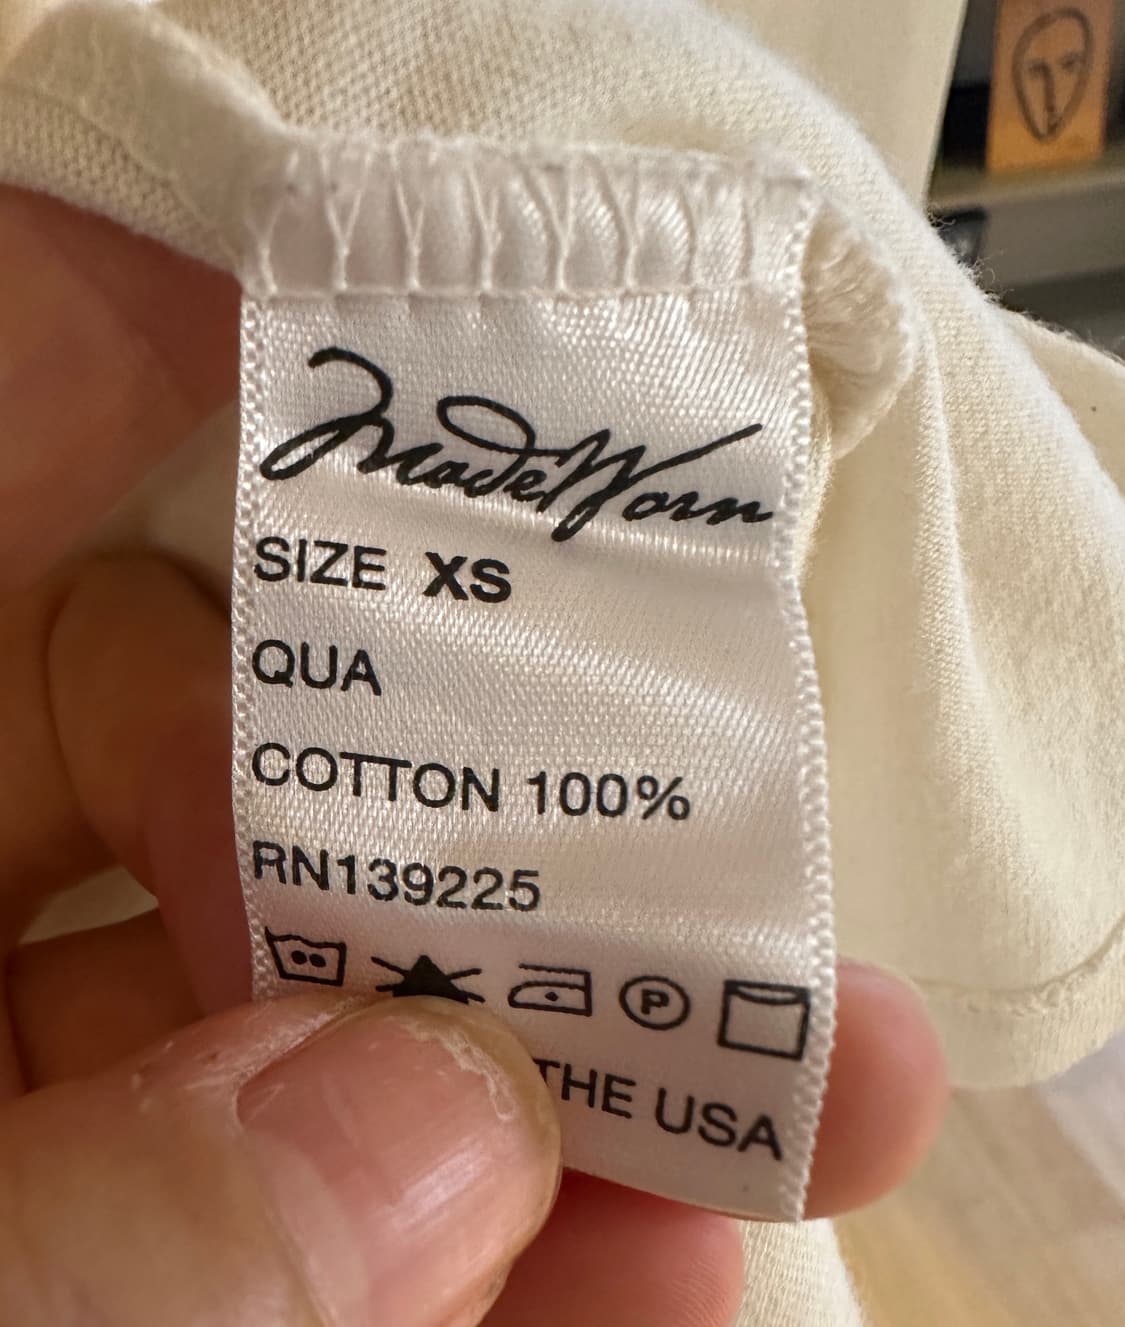 MadeWorn
SIZE XS
QUA
COTTON 100%
RN139225
P
THE USA